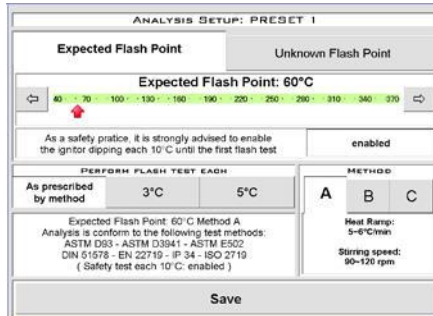 ANALYSIS SETUP: PRESET 1
Expected Flash Point
Unknown Flash Point
Expected Flash Point: 60°C
40 · · 70 · · 100 · · 130 · · 160 · · 190 · · 220 · · 250 · · 280 · · 310 · · 340 · · 370
As a safety pratice, it is strongly advised to enable
the ignitor dipping each 10°C until the first flash test
enabled
PERFORM FLASH TEST EACH
As prescribed
by method
3°C
5°C
METHOD
A
B
C
Expected Flash Point: 60°C Method A
Analysis is conform to the following test methods:
ASTM D93 - ASTM D3941 - ASTM E502
DIN 51578 - EN 22719 - IP 34 - ISO 2719
( Safety test each 10°C: enabled )
Heat Ramp:
5~6°C/min
Stirring speed:
90~120 rpm
Save